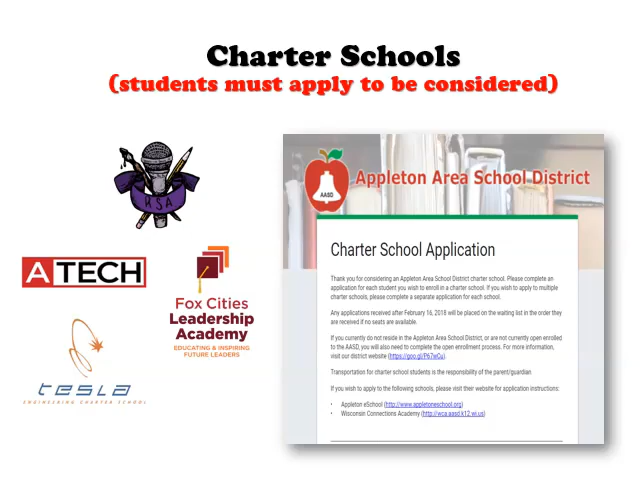 Charter Schools
(students must apply to be considered)
RSA
ATECH
Fox Cities
Leadership
Academy
EDUCATING & INSPIRING
FUTURE LEADERS
TESLA
ENGINEERING CHARTER SCHOOL
AASD
Appleton Area School District
Charter School Application
Thank you for considering an Appleton Area School District charter school. Please complete an
application for each student you wish to enroll in a charter school. If you wish to apply to multiple
charter schools, please complete a separate application for each school.
Any applications received after February 16, 2018 will be placed on the waiting list in the order they
are received if no seats are available.
If you currently do not reside in the Appleton Area School District, or are not currently open enrolled
to the AASD, you will also need to complete the open enrollment process. For more information,
visit our district website (https://goo.gl/P67wCu).
Transportation for charter school students is the responsibility of the parent/guardian
If you wish to apply to the following schools, please visit their website for application instructions:
• Appleton eSchool (http://www.appletoneschool.org)
• Wisconsin Connections Academy (http://wca.aasd.k12.wi.us)